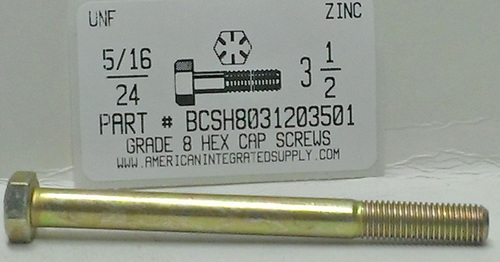 UNF ZINC
5/16
24
3 1/2
PART # BCSH8031203501
GRADE 8 HEX CAP SCREWS
WWW.AMERICANINTEGRATEDSUPPLY.COM